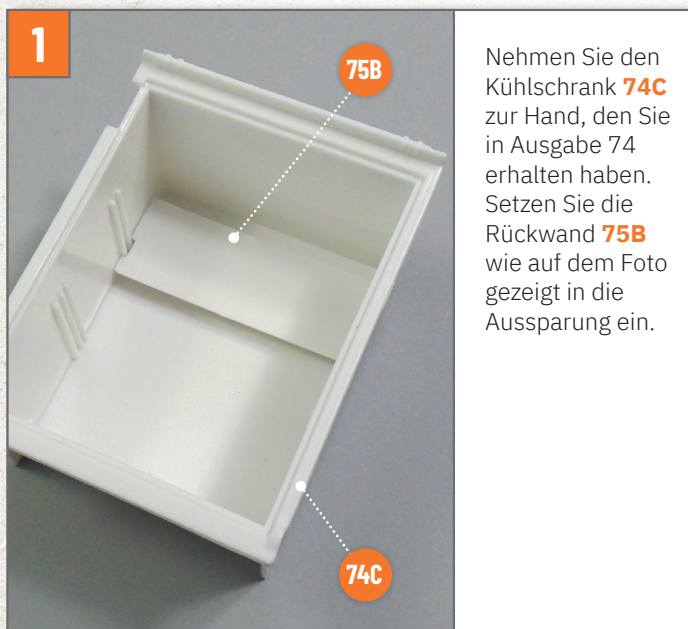 1
75B
74C
Nehmen Sie den
Kühlschrank 74C
zur Hand, den Sie
in Ausgabe 74
erhalten haben.
Setzen Sie die
Rückwand 75B
wie auf dem Foto
gezeigt in die
Aussparung ein.